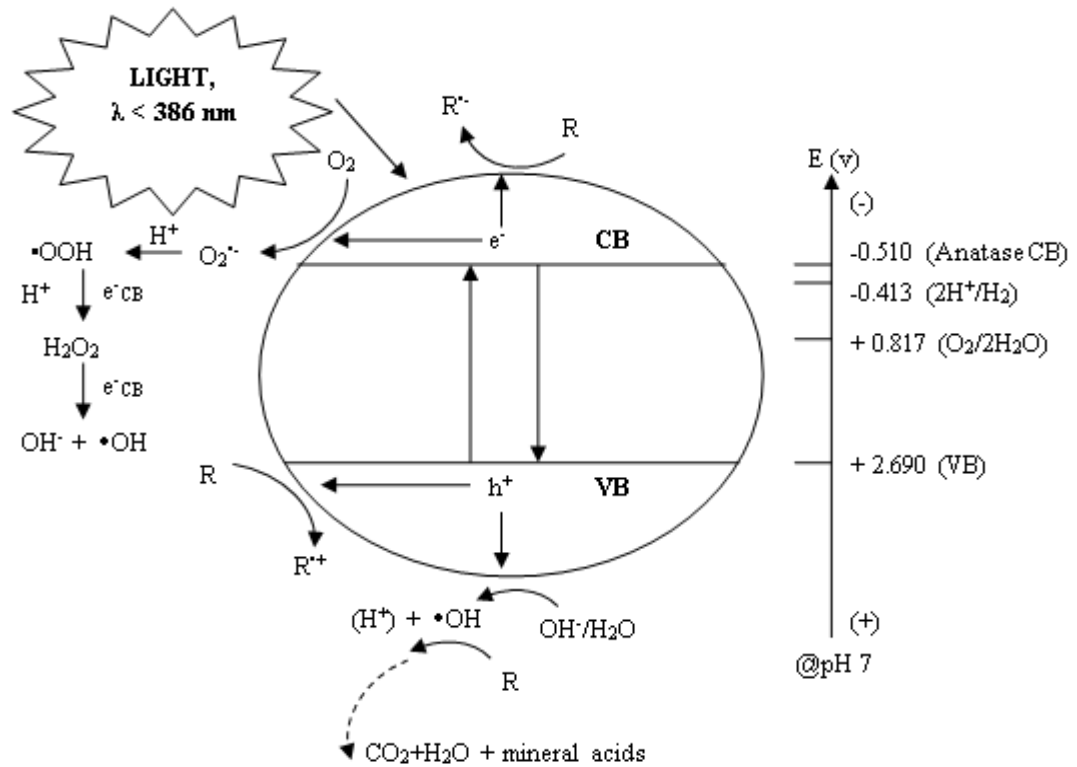 LIGHT,
λ < 386 nm
R•-
R
O₂
E (v)
(-)
H⁺
•OOH
O₂•-
e⁻
CB
-0.510 (Anatase CB)
H⁺
e⁻CB
-0.413 (2H⁺/H₂)
H₂O₂
+ 0.817 (O₂/2H₂O)
e⁻CB
OH⁻ + •OH
R
h⁺
VB
+ 2.690 (VB)
R•+
(H⁺) + •OH
OH⁻/H₂O
(+)
R
@pH 7
CO₂+H₂O + mineral acids